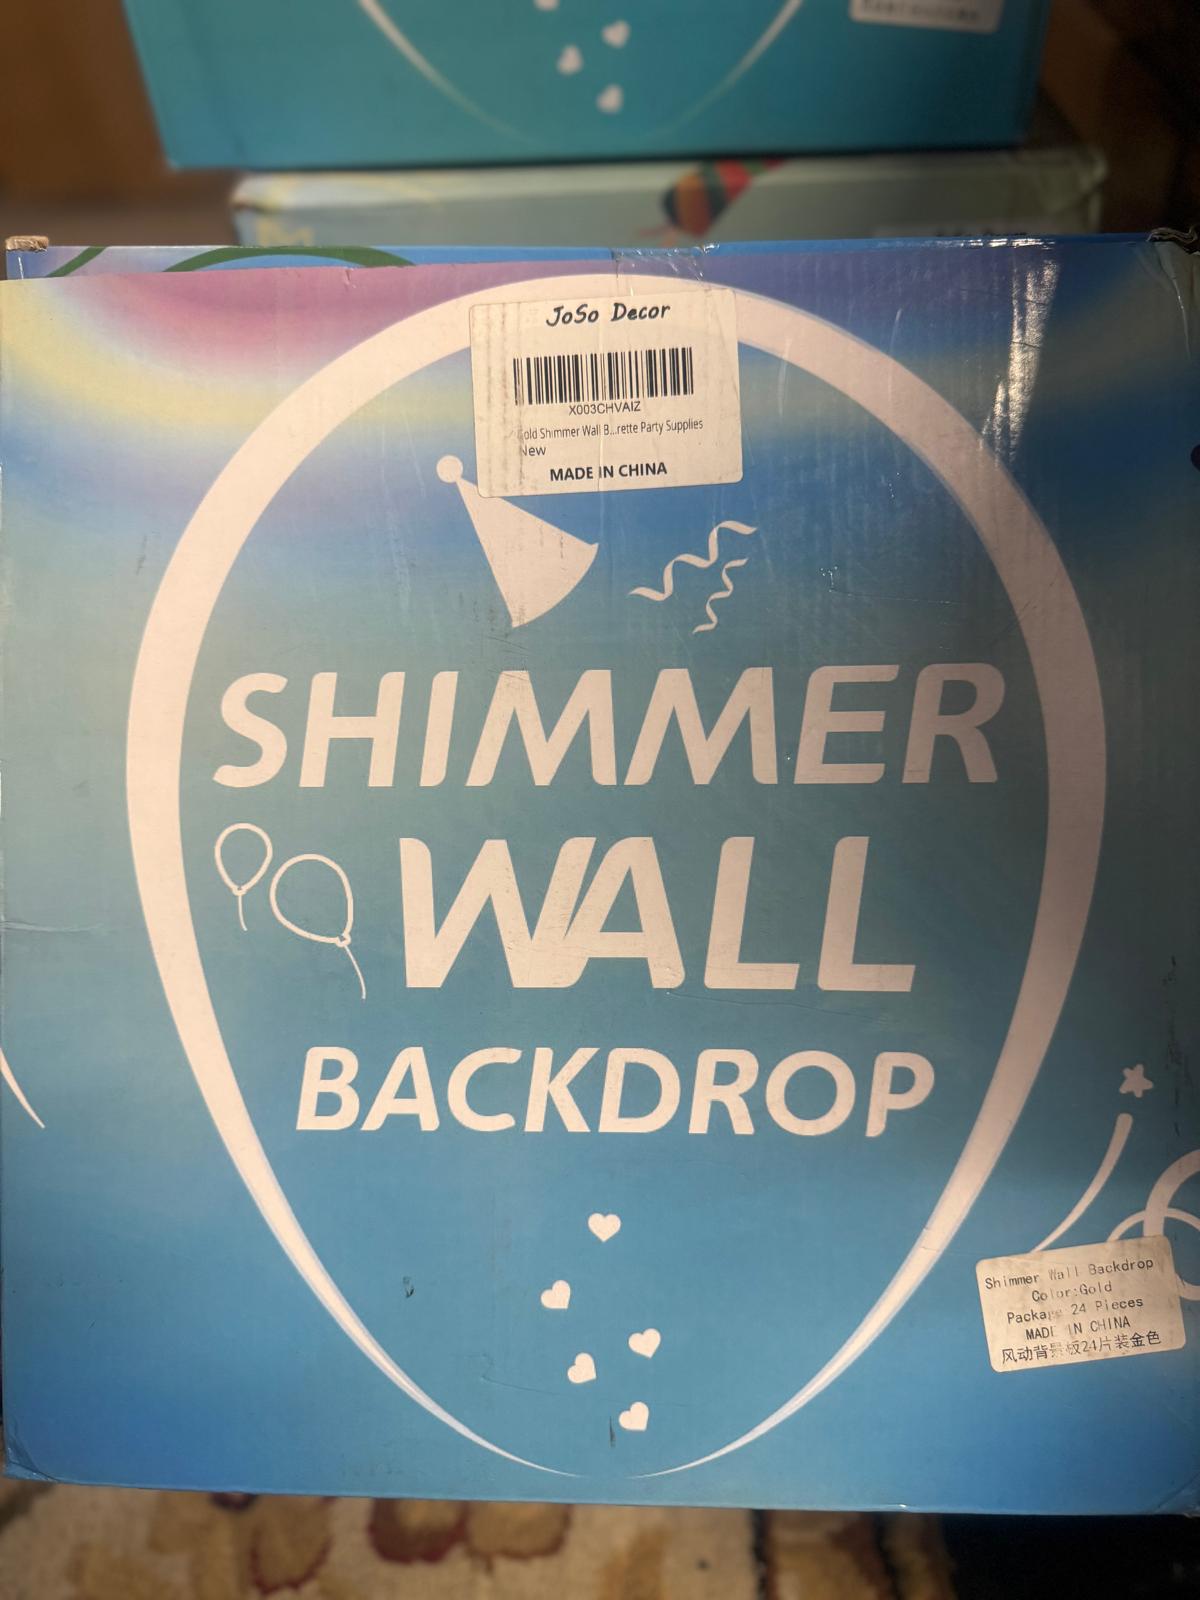 JoSo Decor
X003CHVAIZ
old Shimmer Wall B...rette Party Supplies
New
MADE IN CHINA
SHIMMER
WALL
BACKDROP
Shimmer Wall Backdrop
Color:Gold
Package 24 Pieces
MADE IN CHINA
风动背景板24片装金色